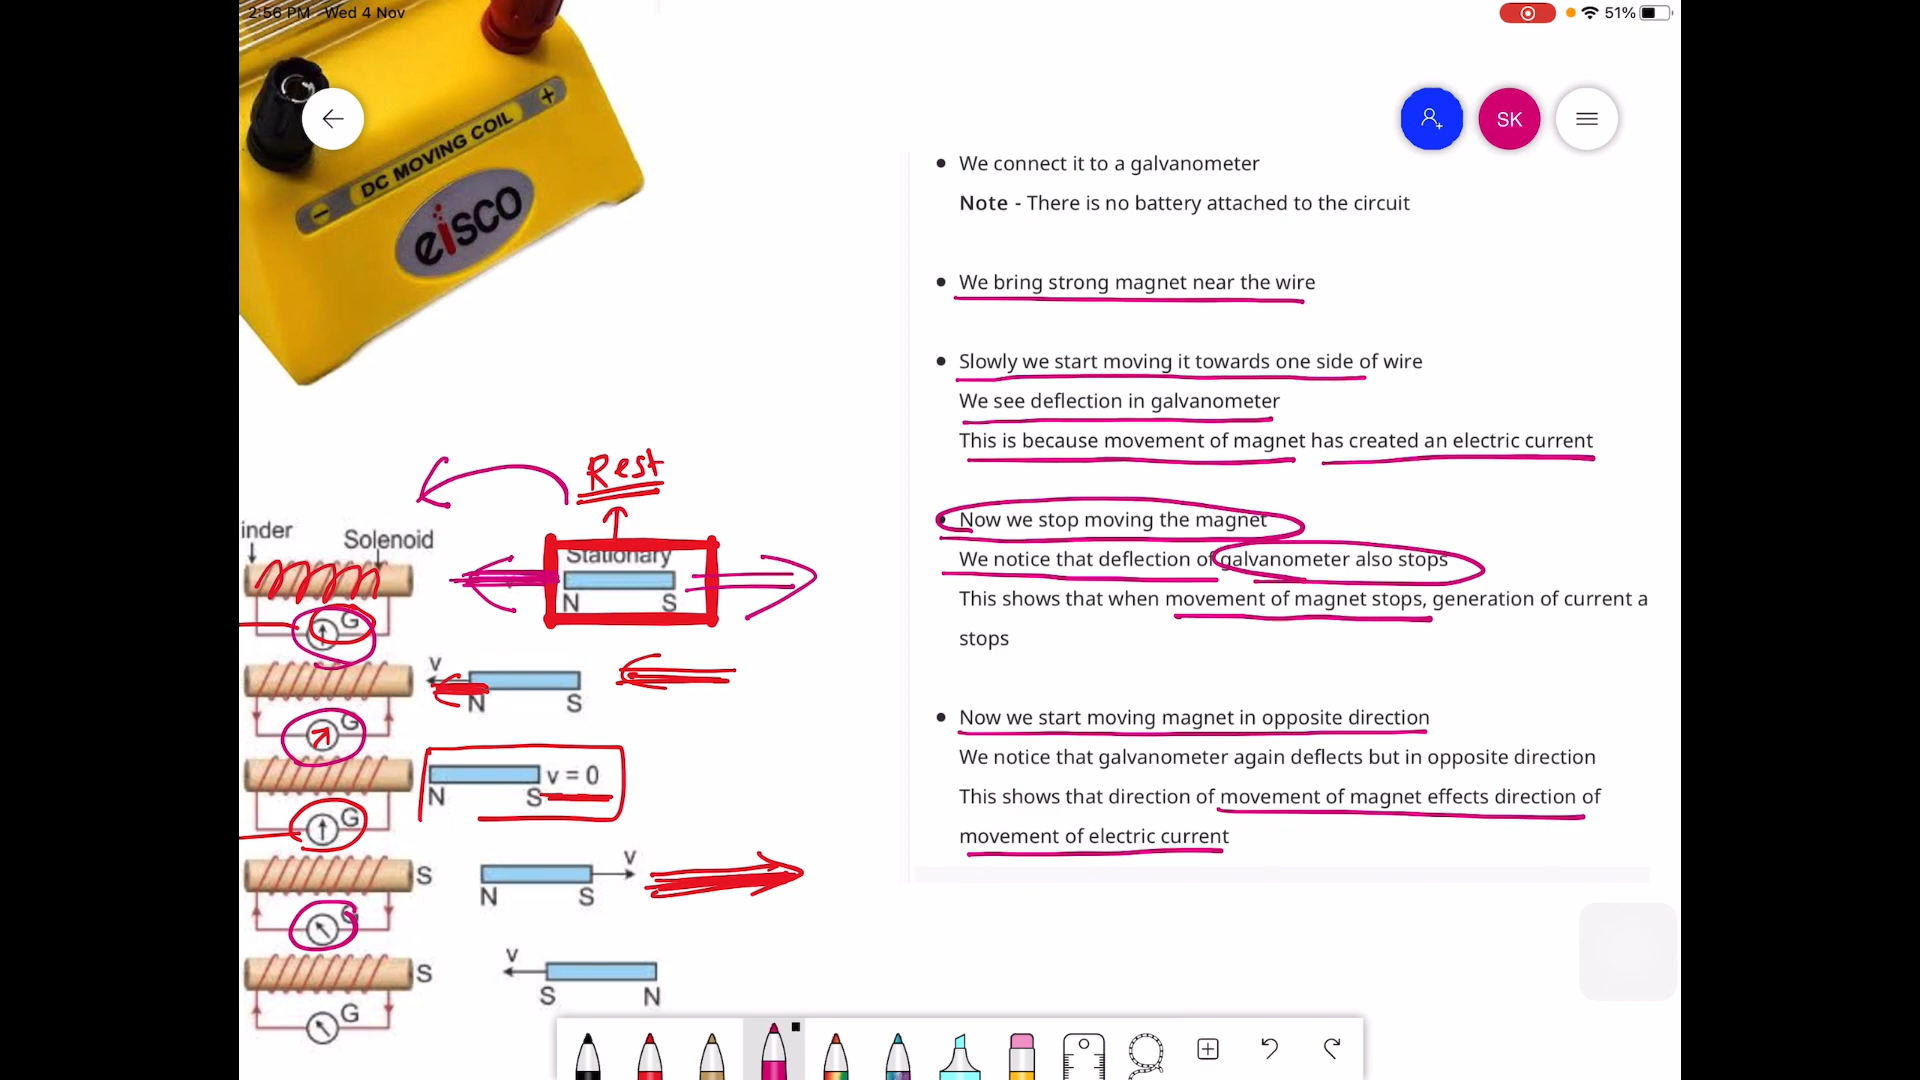 2:56 PM Wed 4 Nov
51%
+
DC MOVING COIL
−
eisco
SK
We connect it to a galvanometer
Note - There is no battery attached to the circuit
We bring strong magnet near the wire
Slowly we start moving it towards one side of wire
We see deflection in galvanometer
This is because movement of magnet has created an electric current
Now we stop moving the magnet
We notice that deflection of galvanometer also stops
This shows that when movement of magnet stops, generation of current a
stops
Now we start moving magnet in opposite direction
We notice that galvanometer again deflects but in opposite direction
This shows that direction of movement of magnet effects direction of
movement of electric current
Rest
inder
Solenoid
Stationary
N S
G
v
N S
G
v = 0
N S
G
S
v
N S
G
S
v
S N
G